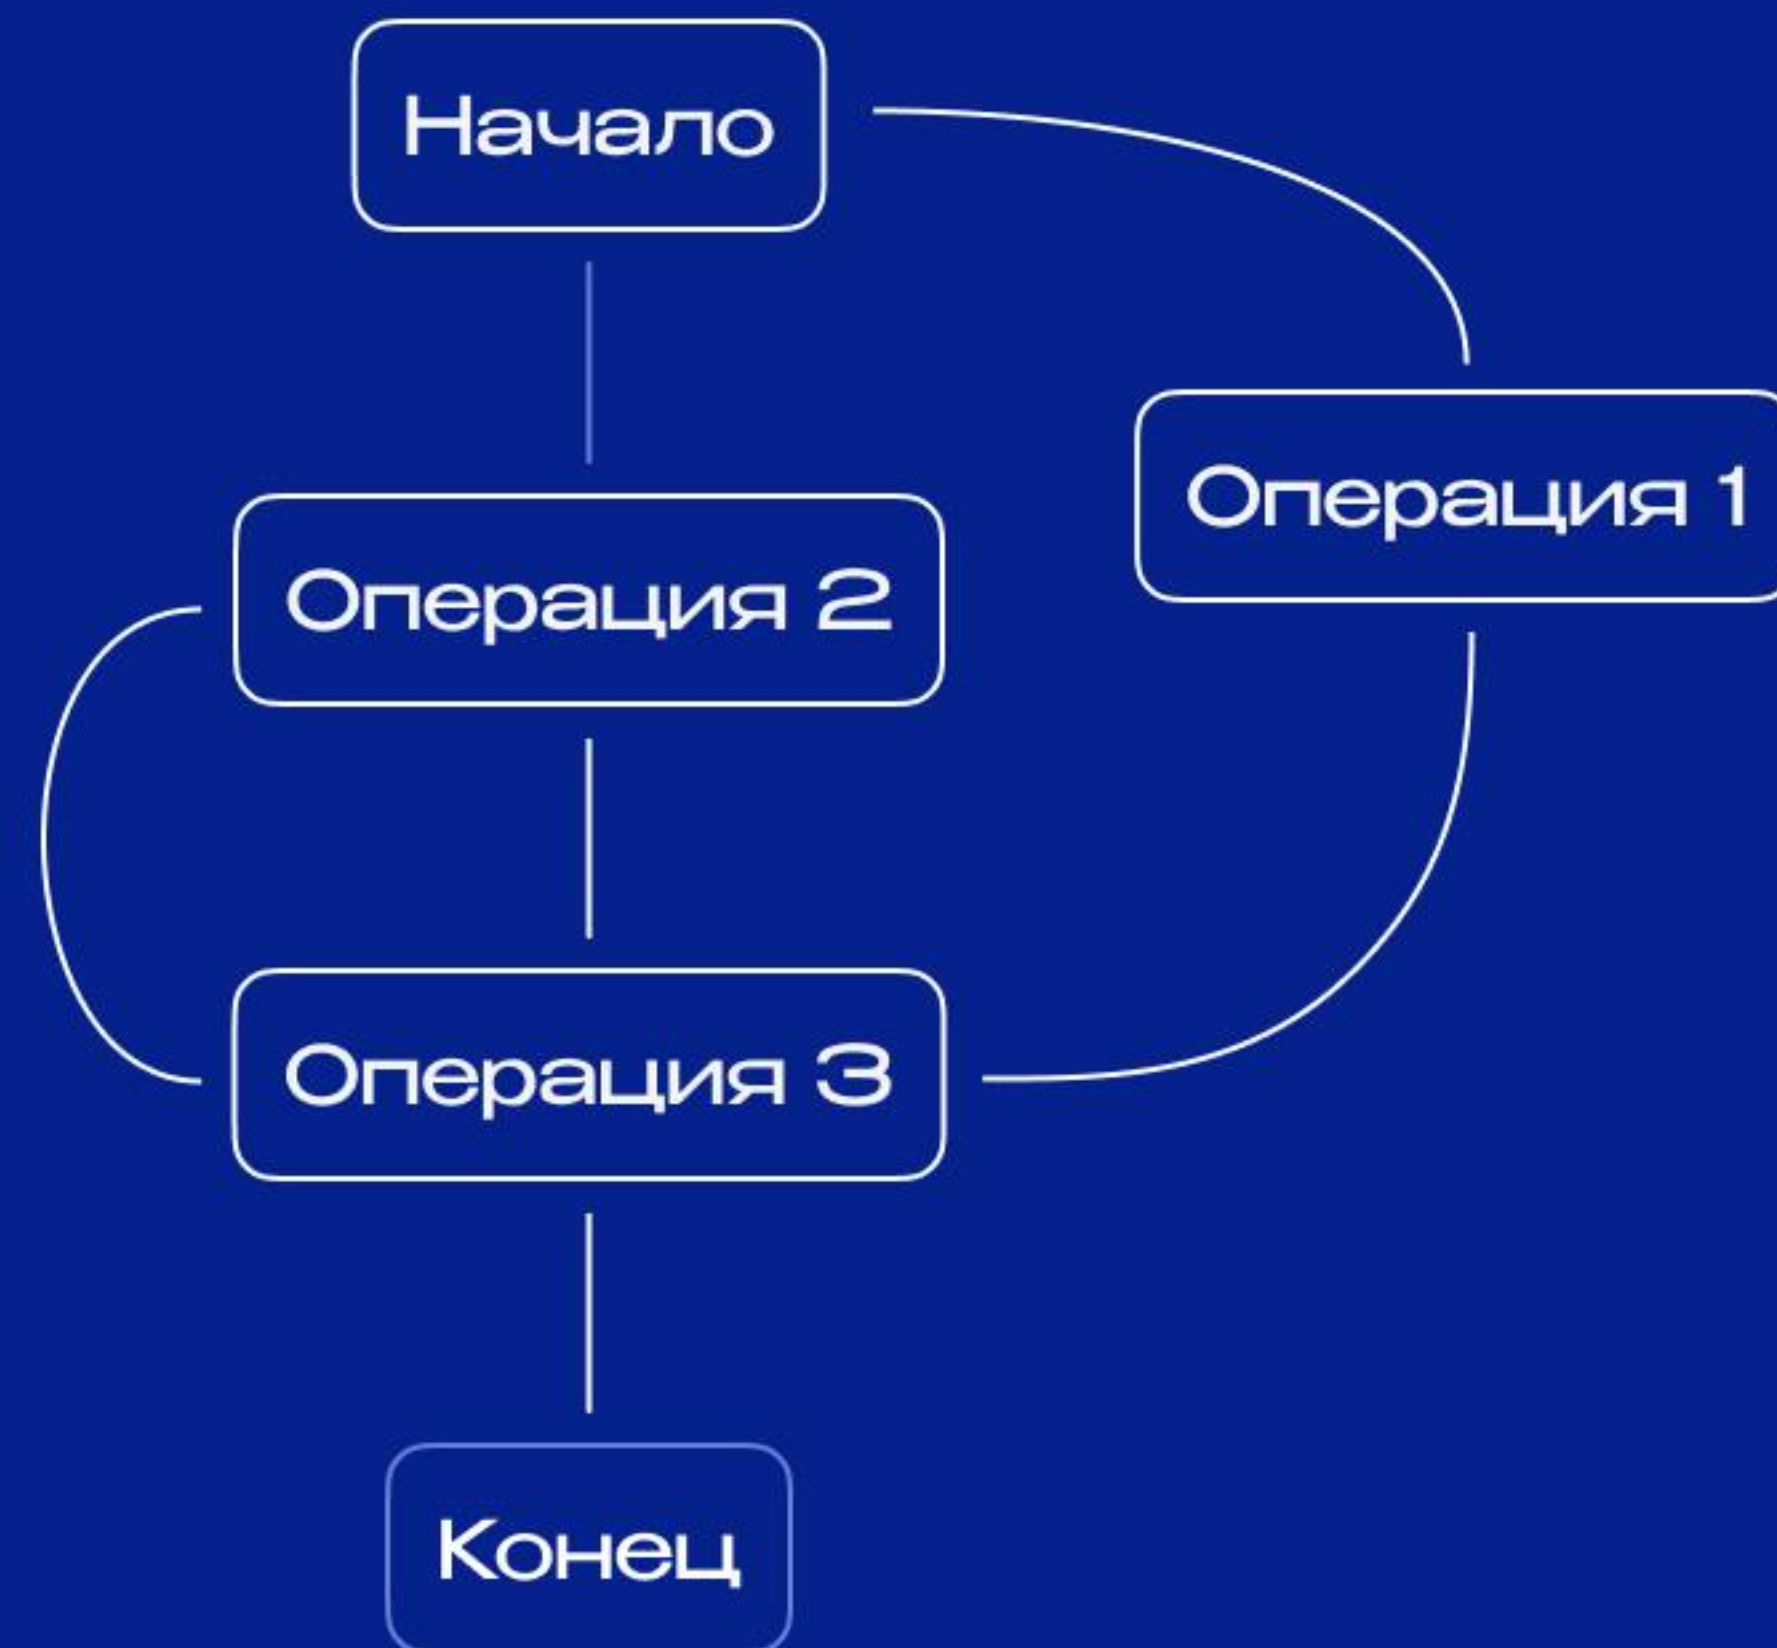 Начало
Операция 1
Операция 2
Операция 3
Конец